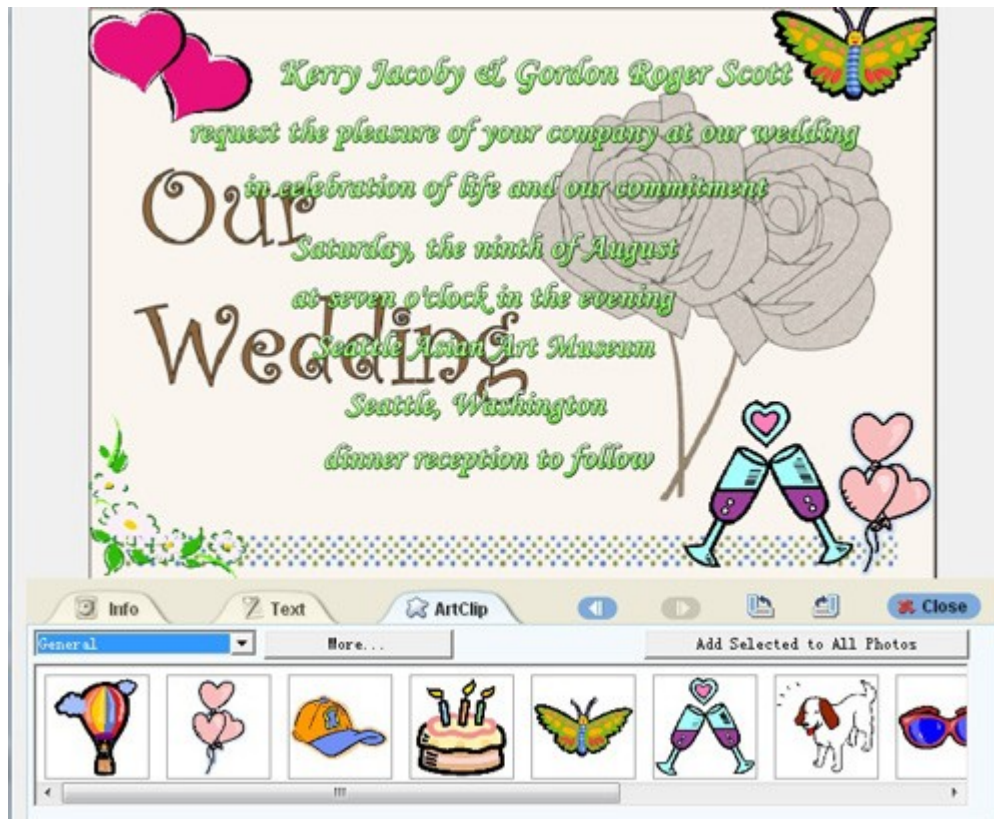 Kerry Jacoby & Gordon Roger Scott
request the pleasure of your company at our wedding
in celebration of life and our commitment
Our
Saturday, the ninth of August
at seven o'clock in the evening
Wedding
Seattle Asian Art Museum
Seattle, Washington
dinner reception to follow
Info Text ArtClip Close
General More... Add Selected to All Photos